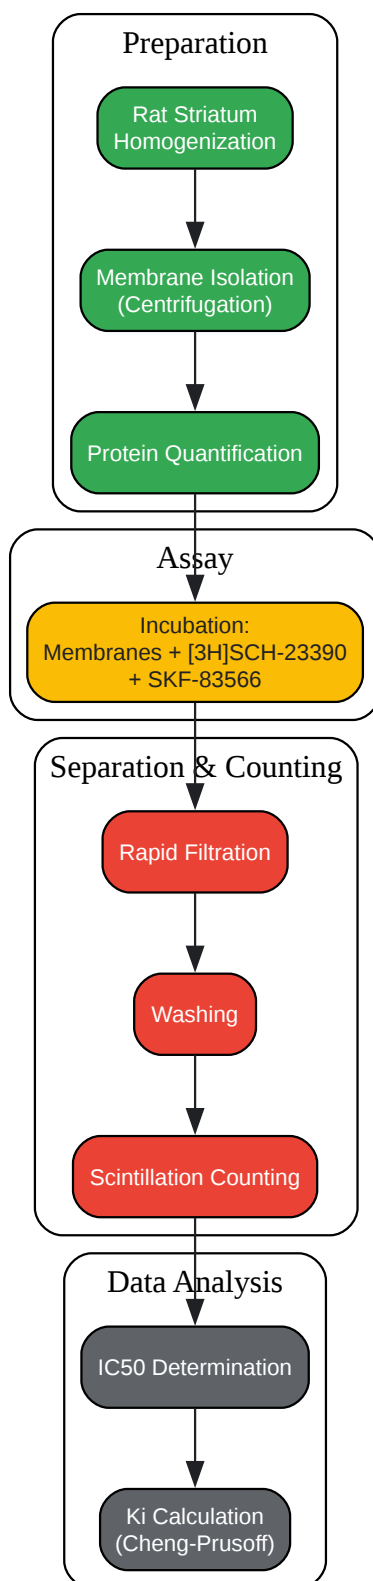 Preparation
Rat Striatum
Homogenization
Membrane Isolation
(Centrifugation)
Protein Quantification
Assay
Incubation:
Membranes + [3H]SCH-23390
+ SKF-83566
Separation & Counting
Rapid Filtration
Washing
Scintillation Counting
Data Analysis
IC50 Determination
Ki Calculation
(Cheng-Prusoff)